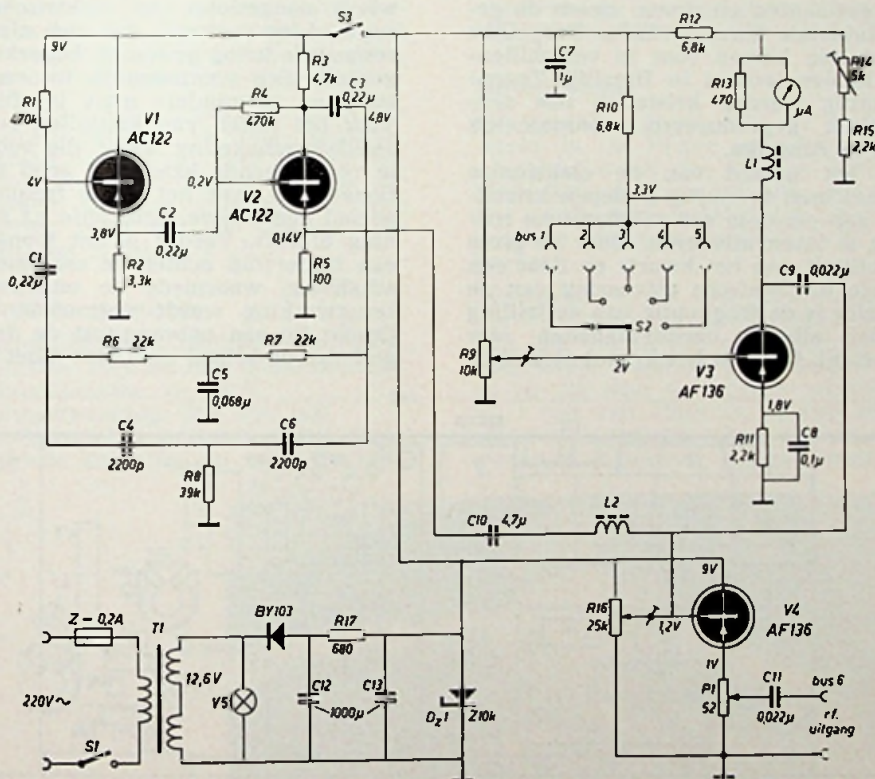 S3
9V
R1
470k
V1
AC122
R3
4,7k
R4
470k
C3
0,22µ
4,8V
V2
AC122
4V
0,2V
3,8V
C2
0,22µ
0,14V
C1
0,22µ
R2
3,3k
R5
100
R6
22k
R7
22k
C5
0,068µ
C4
2200p
C6
2200p
R8
39k
C7
1µ
R12
6,8k
R10
6,8k
R13
470
µA
R14
5k
R15
2,2k
L1
3,3V
bus 1
2
3
4
5
S2
R9
10k
2V
C9
0,022µ
V3
AF136
1,8V
R11
2,2k
C8
0,1µ
C10
4,7µ
L2
9V
R16
25k
1,2V
V4
AF136
1V
P1
52
C11
0,022µ
bus 6
rf.
uitgang
Z - 0,2A
T1
220V~
S1
12,6V
V5
BY103
R17
680
C12
C13
1000µ
Dz1
Z10k